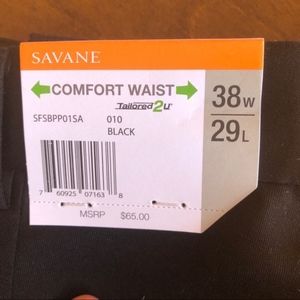 SAVANE
COMFORT WAIST
Tailored2U
38W
29L
SFSBPP01SA 010
BLACK
7 60925 07163 8
MSRP $65.00